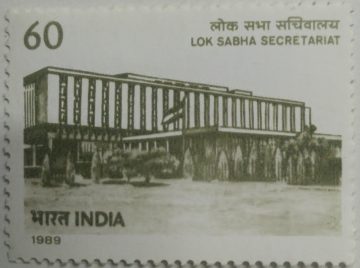 60
लोक सभा सचिवालय
LOK SABHA SECRETARIAT
भारत INDIA
1989